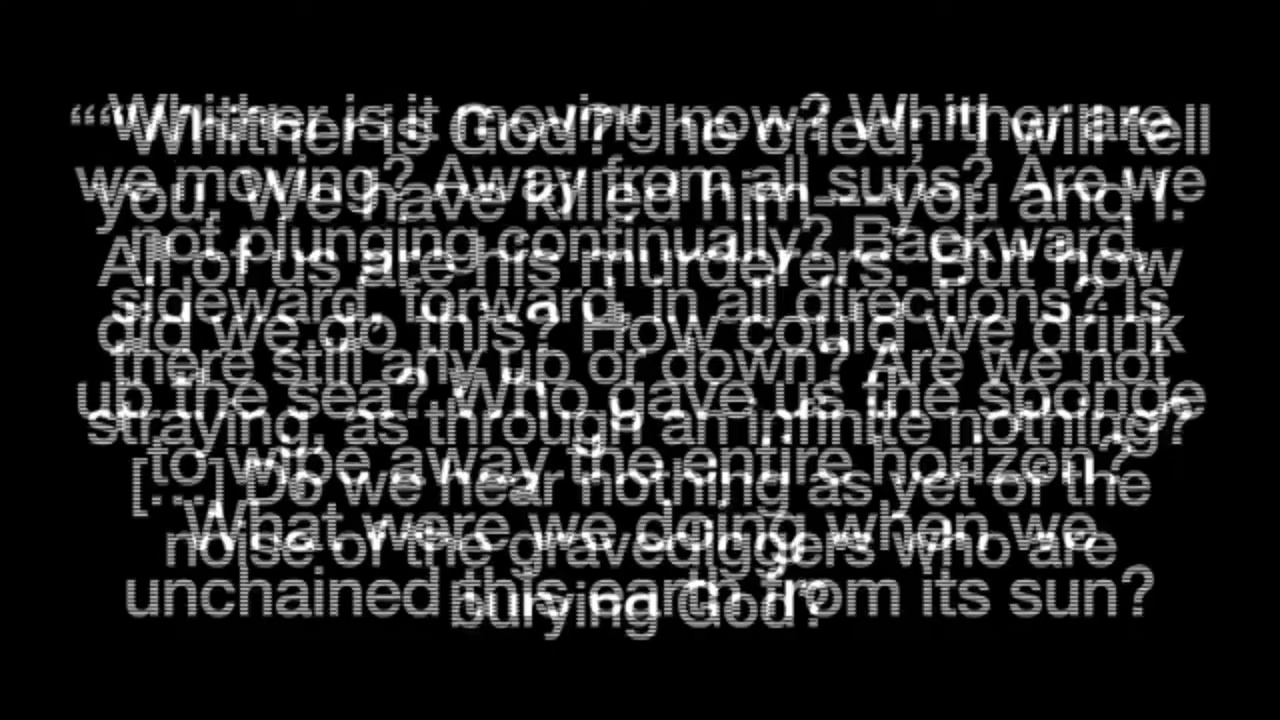 “‘Whither is God?’ he cried; ‘I will tell
you. We have killed him—you and I.
All of us are his murderers. But how
did we do this? How could we drink
up the sea? Who gave us the sponge
to wipe away the entire horizon?
What were we doing when we
unchained this earth from its sun?
Whither is it moving now? Whither are
we moving? Away from all suns? Are we
not plunging continually? Backward,
sideward, forward, in all directions? Is
there still any up or down? Are we not
straying, as through an infinite nothing?
[...] Do we hear nothing as yet of the
noise of the gravediggers who are
burying God?